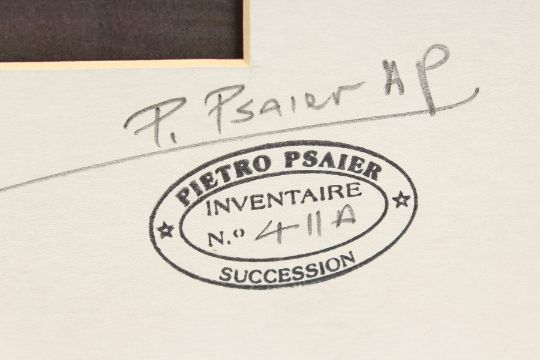 P. Psaier AP
PIETRO PSAIER
INVENTAIRE
N.º 411A
SUCCESSION